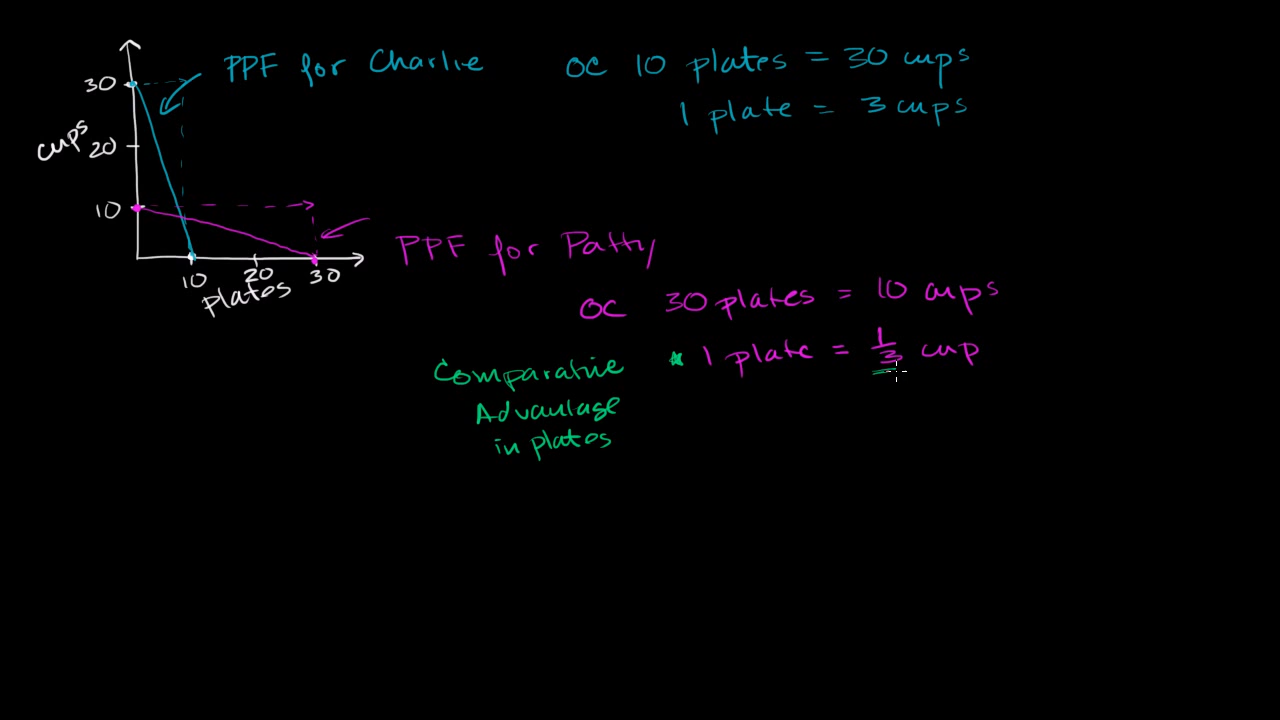 PPF for Charlie
OC 10 plates = 30 cups
1 plate = 3 cups
30
cups
20
10
10 20 30
plates
PPF for Patty
OC 30 plates = 10 cups
1 plate = 1/3 cup
Comparative
Advantage
in plates